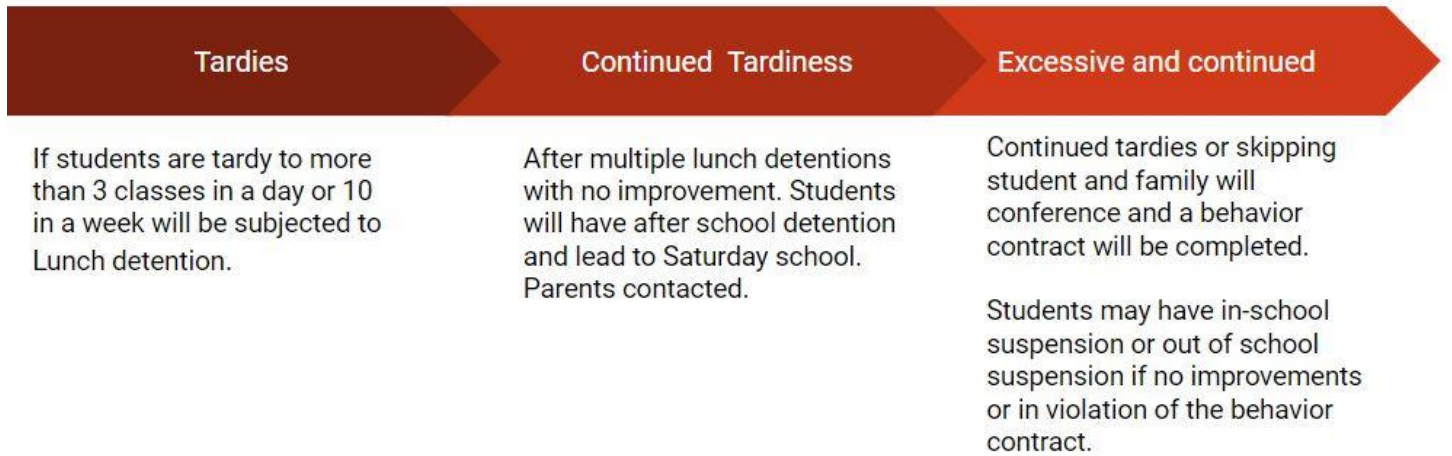 Tardies
If students are tardy to more
than 3 classes in a day or 10
in a week will be subjected to
Lunch detention.
Continued Tardiness
After multiple lunch detentions
with no improvement. Students
will have after school detention
and lead to Saturday school.
Parents contacted.
Excessive and continued
Continued tardies or skipping
student and family will
conference and a behavior
contract will be completed.
Students may have in-school
suspension or out of school
suspension if no improvements
or in violation of the behavior
contract.